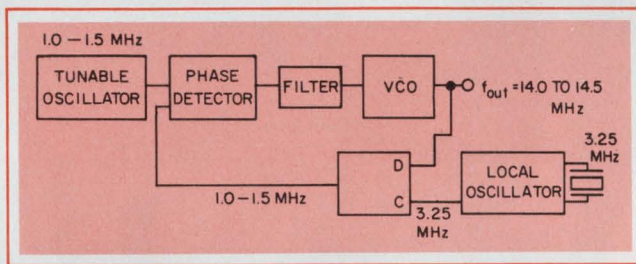 1.0 – 1.5 MHz
TUNABLE
OSCILLATOR
PHASE
DETECTOR
FILTER
VCO
f out = 14.0 TO 14.5
MHz
D
C
1.0 – 1.5 MHz
3.25
MHz
LOCAL
OSCILLATOR
3.25
MHz